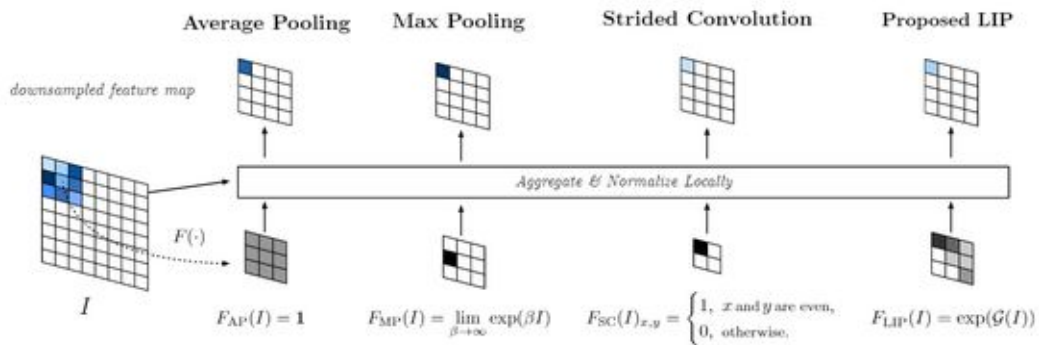 Average Pooling Max Pooling Strided Convolution Proposed LIP
downsampled feature map
Aggregate & Normalize Locally
F(·)
I
F_AP(I) = 1 F_MP(I) = lim_{β→∞} exp(βI) F_SC(I)_{x,y} = { 1, x and y are even, 0, otherwise. F_LIP(I) = exp(𝒢(I))